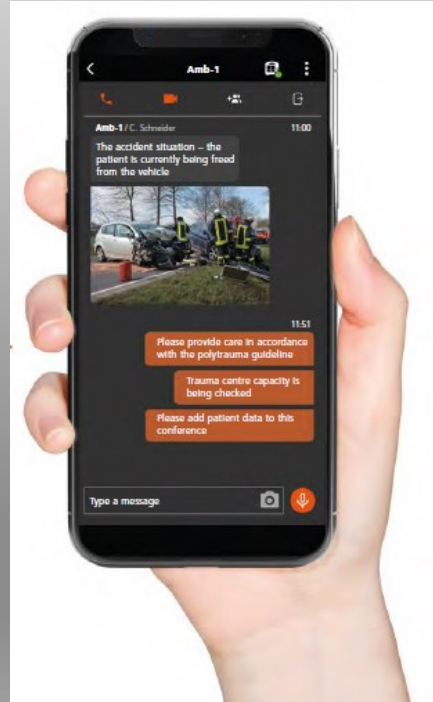 Amb-1
Amb-1 / C. Schneider 11:00
The accident situation – the
patient is currently being freed
from the vehicle
11:51
Please provide care in accordance
with the polytrauma guideline
Trauma centre capacity is
being checked
Please add patient data to this
conference
Type a message